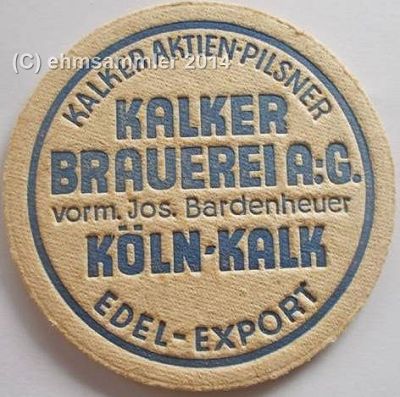 (C) ehmsammler 2014
KALKER AKTIEN-PILSNER
KALKER
BRAUEREI A:G.
vorm. Jos. Bardenheuer
KÖLN-KALK
EDEL-EXPORT